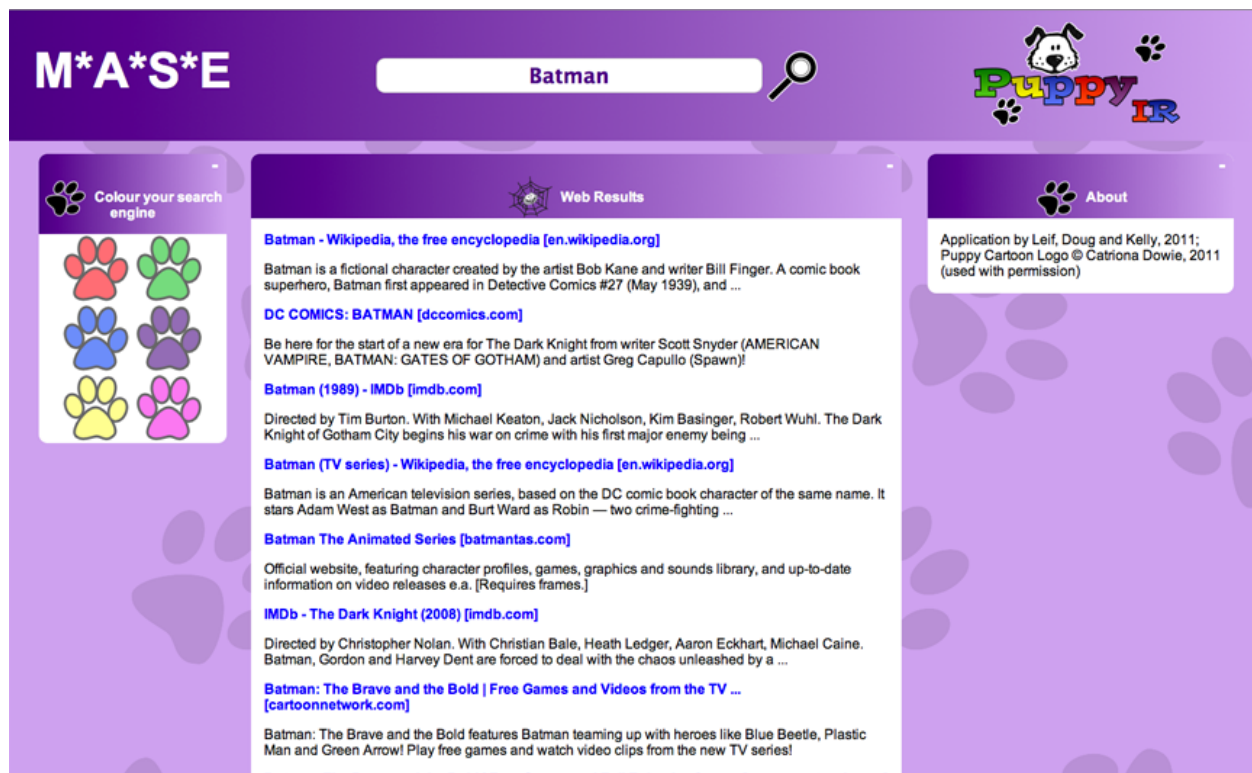 M*A*S*E
Batman
Puppy
IR
Colour your search
engine
-
Web Results
-
About
-
Batman - Wikipedia, the free encyclopedia [en.wikipedia.org]
Batman is a fictional character created by the artist Bob Kane and writer Bill Finger. A comic book
superhero, Batman first appeared in Detective Comics #27 (May 1939), and ...
DC COMICS: BATMAN [dccomics.com]
Be here for the start of a new era for The Dark Knight from writer Scott Snyder (AMERICAN
VAMPIRE, BATMAN: GATES OF GOTHAM) and artist Greg Capullo (Spawn)!
Batman (1989) - IMDb [imdb.com]
Directed by Tim Burton. With Michael Keaton, Jack Nicholson, Kim Basinger, Robert Wuhl. The Dark
Knight of Gotham City begins his war on crime with his first major enemy being ...
Batman (TV series) - Wikipedia, the free encyclopedia [en.wikipedia.org]
Batman is an American television series, based on the DC comic book character of the same name. It
stars Adam West as Batman and Burt Ward as Robin — two crime-fighting ...
Batman The Animated Series [batmantas.com]
Official website, featuring character profiles, games, graphics and sounds library, and up-to-date
information on video releases e.a. [Requires frames.]
IMDb - The Dark Knight (2008) [imdb.com]
Directed by Christopher Nolan. With Christian Bale, Heath Ledger, Aaron Eckhart, Michael Caine.
Batman, Gordon and Harvey Dent are forced to deal with the chaos unleashed by a ...
Batman: The Brave and the Bold | Free Games and Videos from the TV ...
[cartoonnetwork.com]
Batman: The Brave and the Bold features Batman teaming up with heroes like Blue Beetle, Plastic
Man and Green Arrow! Play free games and watch video clips from the new TV series!
Application by Leif, Doug and Kelly, 2011;
Puppy Cartoon Logo © Catriona Dowie, 2011
(used with permission)